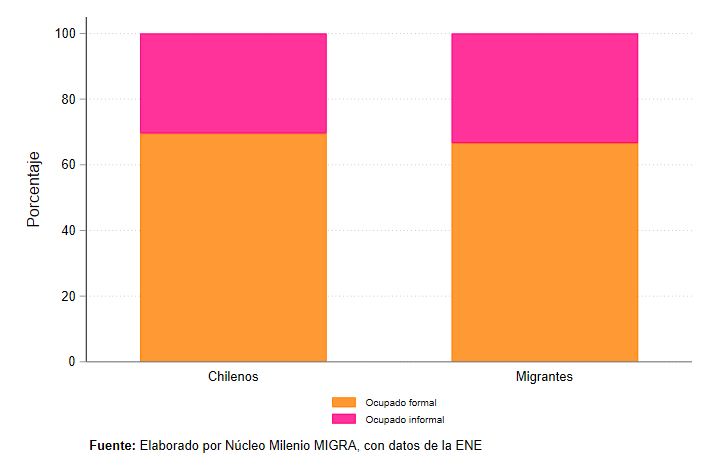 Porcentaje
100
80
60
40
20
0
Chilenos Migrantes
Ocupado formal
Ocupado informal
Fuente: Elaborado por Núcleo Milenio MIGRA, con datos de la ENE